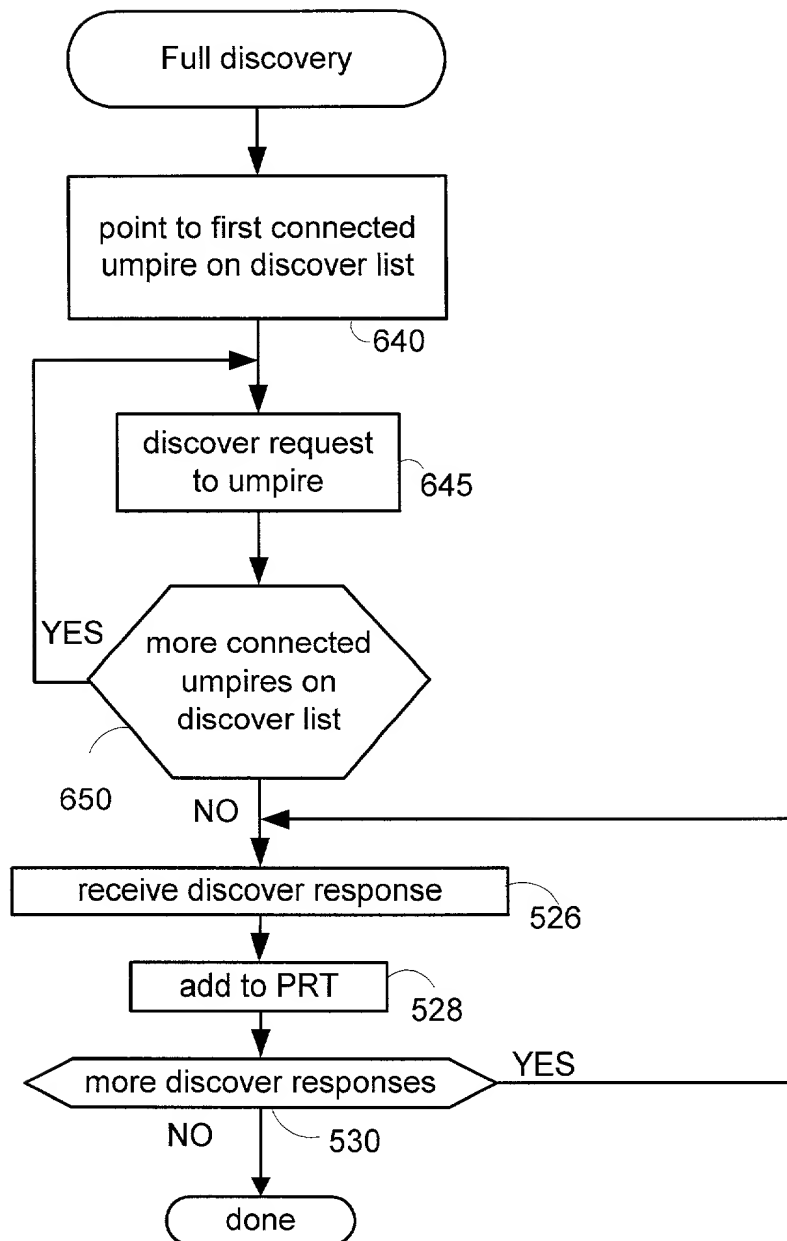 Full discovery
point to first connected
umpire on discover list
640
discover request
to umpire
645
YES
more connected
umpires on
discover list
650
NO
receive discover response
526
add to PRT
528
more discover responses
YES
530
NO
done